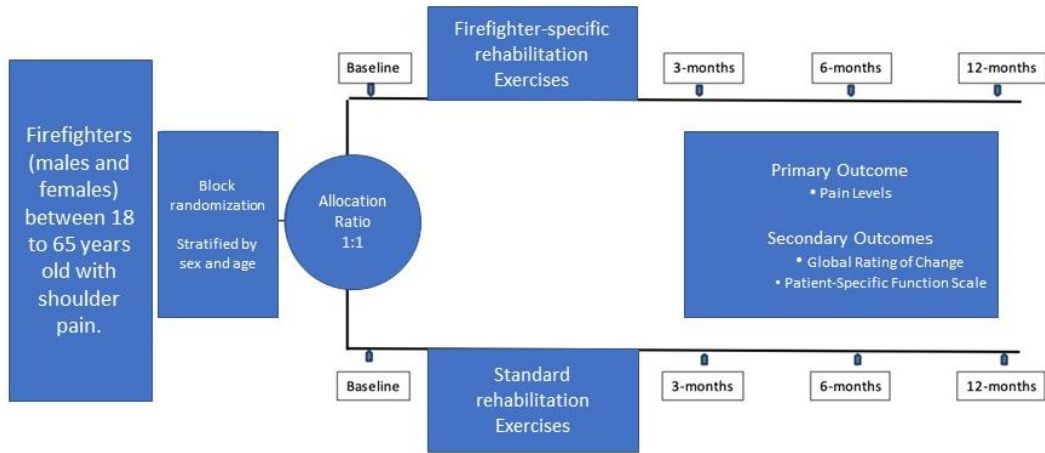 Firefighters
(males and
females)
between 18
to 65 years
old with
shoulder
pain.
Block
randomization
Stratified by
sex and age
Allocation
Ratio
1:1
Baseline
Firefighter-specific
rehabilitation
Exercises
3-months
6-months
12-months
Primary Outcome
• Pain Levels
Secondary Outcomes
• Global Rating of Change
• Patient-Specific Function Scale
Baseline
Standard
rehabilitation
Exercises
3-months
6-months
12-months